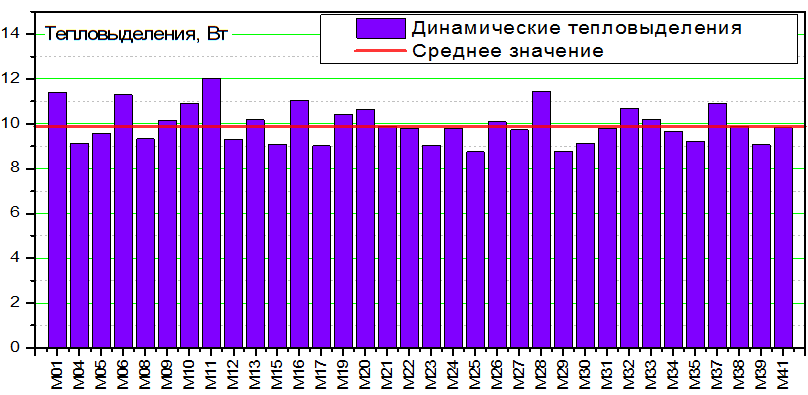 Тепловыделения, Вт
Динамические тепловыделения
Среднее значение
14
12
10
8
6
4
2
0
M01 M04 M05 M06 M08 M09 M10 M11 M12 M13 M15 M16 M17 M19 M20 M21 M22 M23 M24 M25 M26 M27 M28 M29 M30 M31 M32 M33 M34 M35 M37 M38 M39 M41